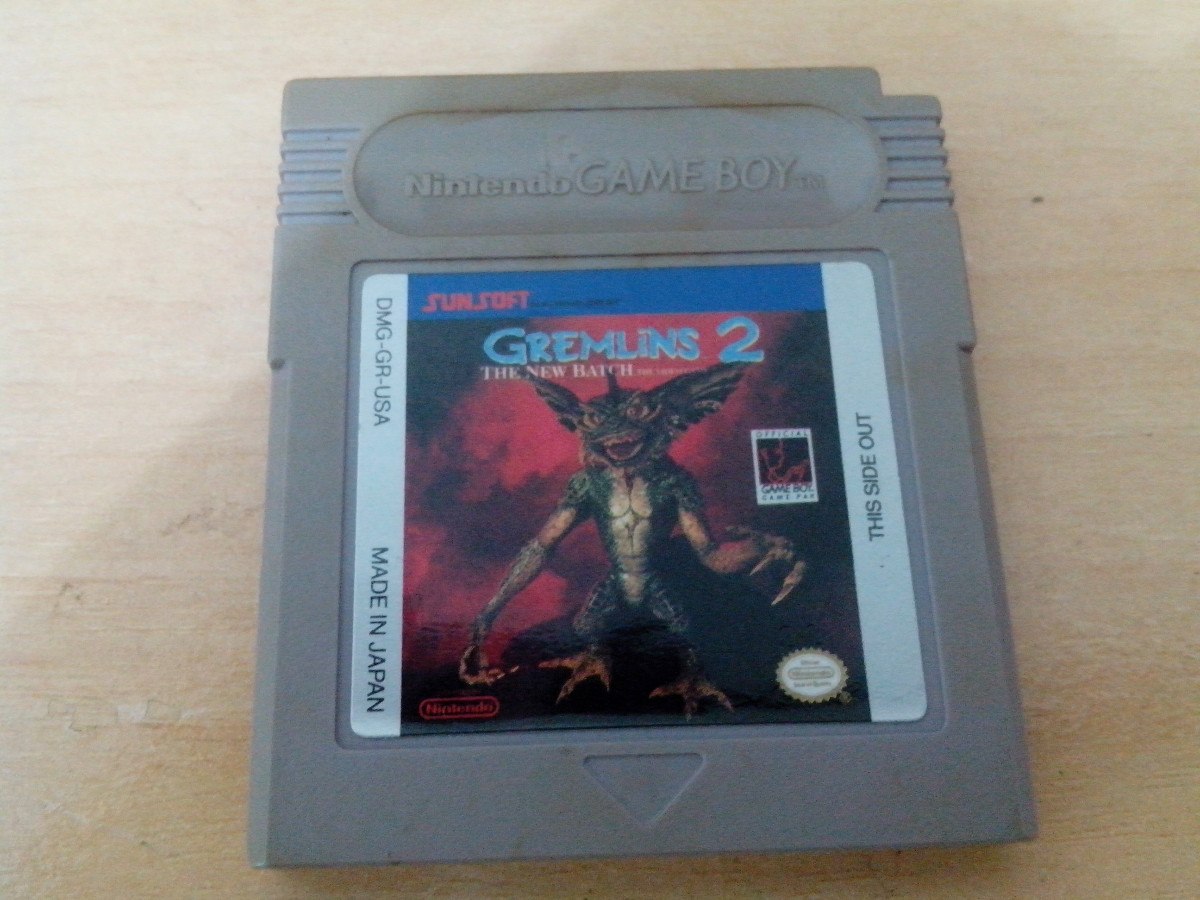 Nintendo GAME BOY TM
SUNSOFT
GREMLINS 2
THE NEW BATCH
DMG-GR-USA
MADE IN JAPAN
THIS SIDE OUT
OFFICIAL
GAME BOY
GAME PAK
Nintendo
Nintendo